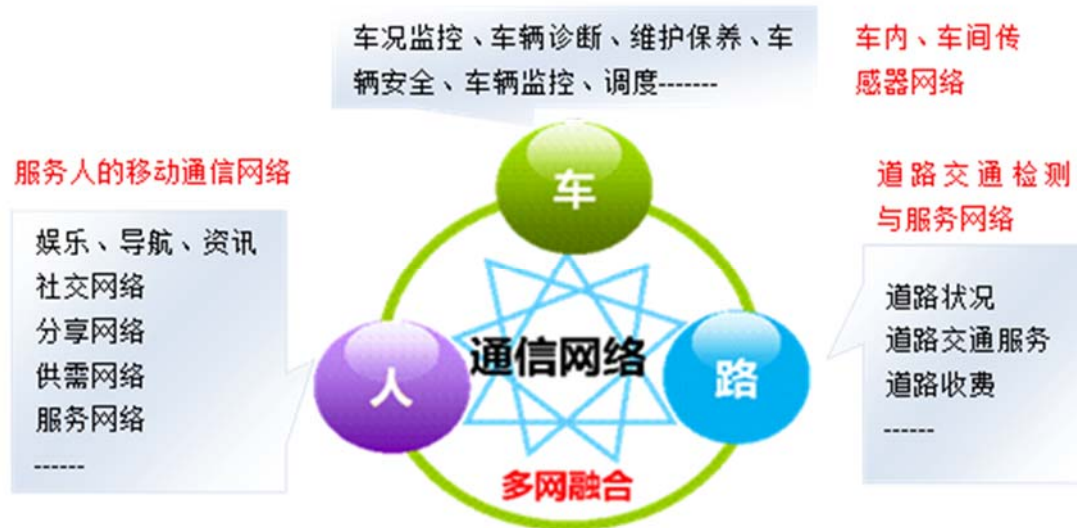 车况监控、车辆诊断、维护保养、车
辆安全、车辆监控、调度-------
车内、车间传
感器网络
服务人的移动通信网络
娱乐、导航、资讯
社交网络
分享网络
供需网络
服务网络
------
车
人
通信网络
路
多网融合
道路交通检测
与服务网络
道路状况
道路交通服务
道路收费
------